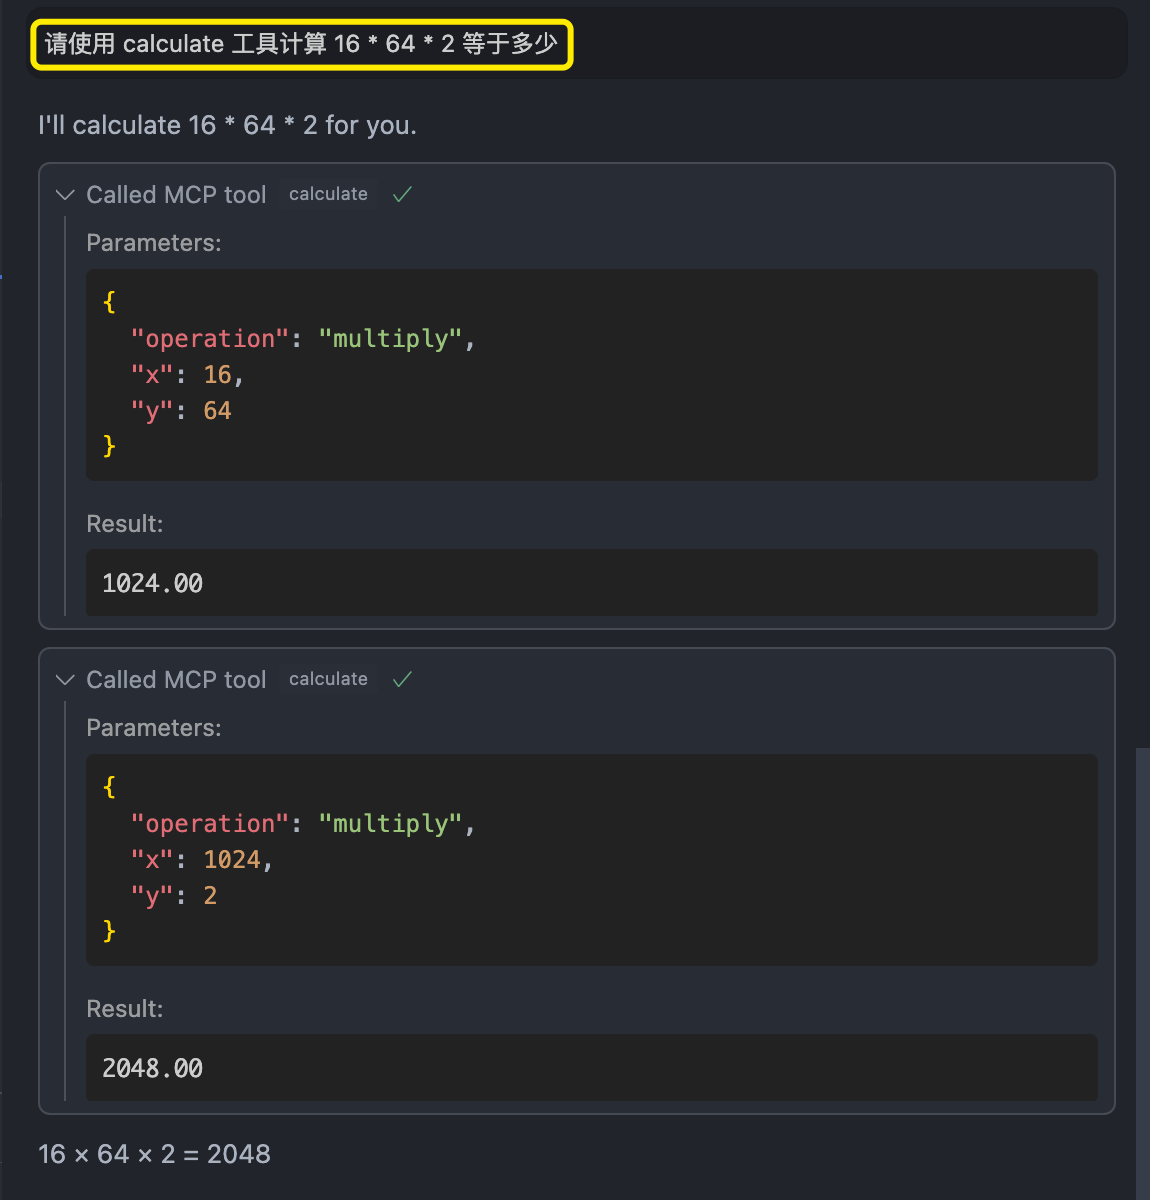 请使用 calculate 工具计算 16 * 64 * 2 等于多少
I'll calculate 16 * 64 * 2 for you.
Called MCP tool calculate
Parameters:
{
"operation": "multiply",
"x": 16,
"y": 64
}
Result:
1024.00
Called MCP tool calculate
Parameters:
{
"operation": "multiply",
"x": 1024,
"y": 2
}
Result:
2048.00
16 × 64 × 2 = 2048